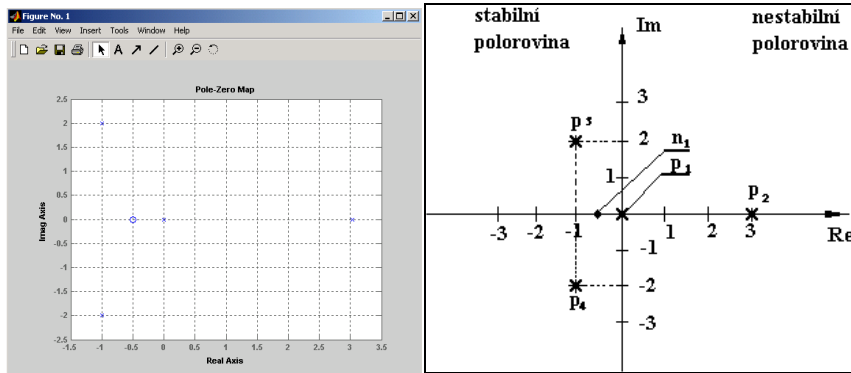 Figure No. 1
File Edit View Insert Tools Window Help
Pole-Zero Map
2.5
2
1.5
1
0.5
0
-0.5
-1
-1.5
-2
-2.5
Imag Axis
-1.5 -1 -0.5 0 0.5 1 1.5 2 2.5 3 3.5
Real Axis
stabilní
polorovina
Im
nestabilní
polorovina
3
p3
2
n1
1
p1
p2
-3 -2 -1 1 2 3 Re
-1
-2
p4
-3